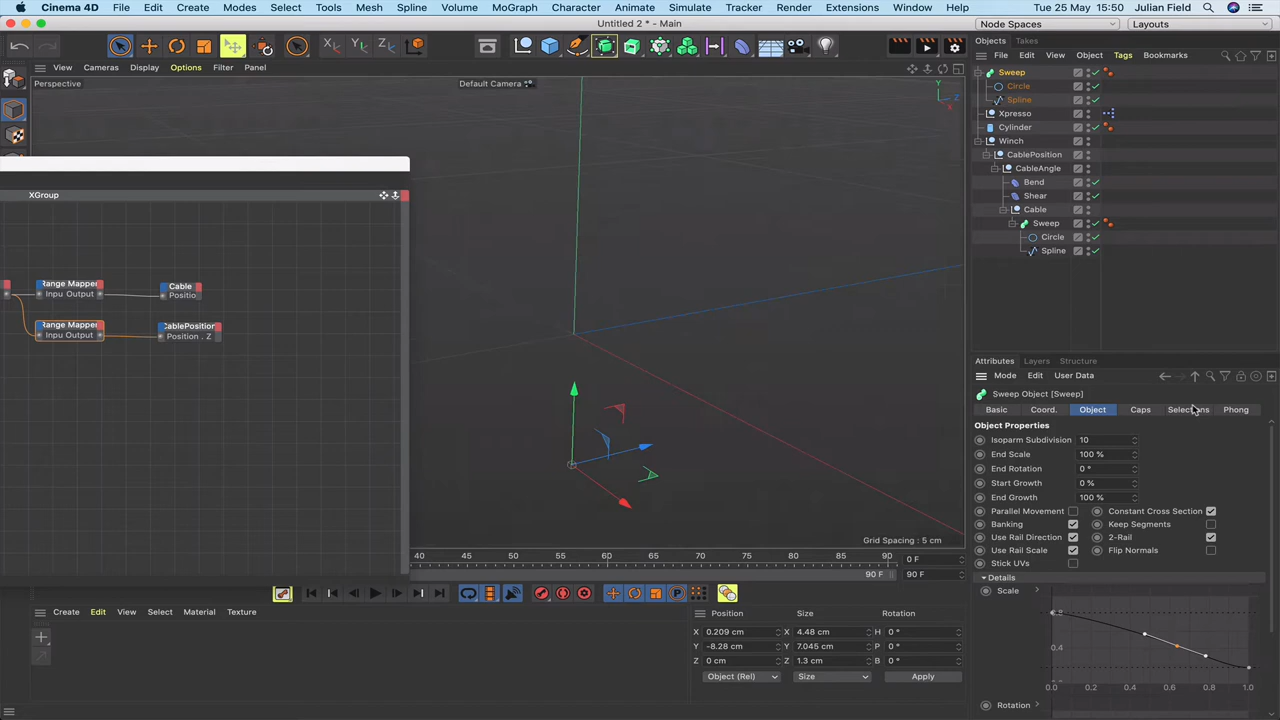 Cinema 4D File Edit Create Modes Select Tools Mesh Spline Volume MoGraph Character Animate Simulate Tracker Render Extensions Window Help Tue 25 May 15:50 Julian Field
Untitled 2 * - Main
Node Spaces Layouts
X Y Z
Objects Takes
View Cameras Display Options Filter Panel
File Edit View Object Tags Bookmarks
Perspective
Default Camera
Y
Z
X
Sweep
Circle
Spline
Xpresso
Cylinder
Winch
CablePosition
CableAngle
Bend
Shear
Cable
Sweep
Circle
Spline
XGroup
Range Mapper
Inpu Output
Cable
Positio
Range Mapper
Inpu Output
CablePosition
Position . Z
Grid Spacing : 5 cm
Attributes Layers Structure
Mode Edit User Data
Sweep Object [Sweep]
Basic Coord. Object Caps Selections Phong
Object Properties
Isoparm Subdivision 10
End Scale 100 %
End Rotation 0 °
Start Growth 0 %
End Growth 100 %
Parallel Movement Constant Cross Section
Banking Keep Segments
Use Rail Direction 2-Rail
Use Rail Scale Flip Normals
Stick UVs
Details
Scale
0.4
0.0 0.2 0.4 0.6 0.8 1.0
Rotation
40 45 50 55 60 65 70 75 80 85 90 0 F
90 F 90 F
Create Edit View Select Material Texture
Position Size Rotation
X 0.209 cm X 4.48 cm H 0 °
Y -8.28 cm Y 7.045 cm P 0 °
Z 0 cm Z 1.3 cm B 0 °
Object (Rel) Size Apply